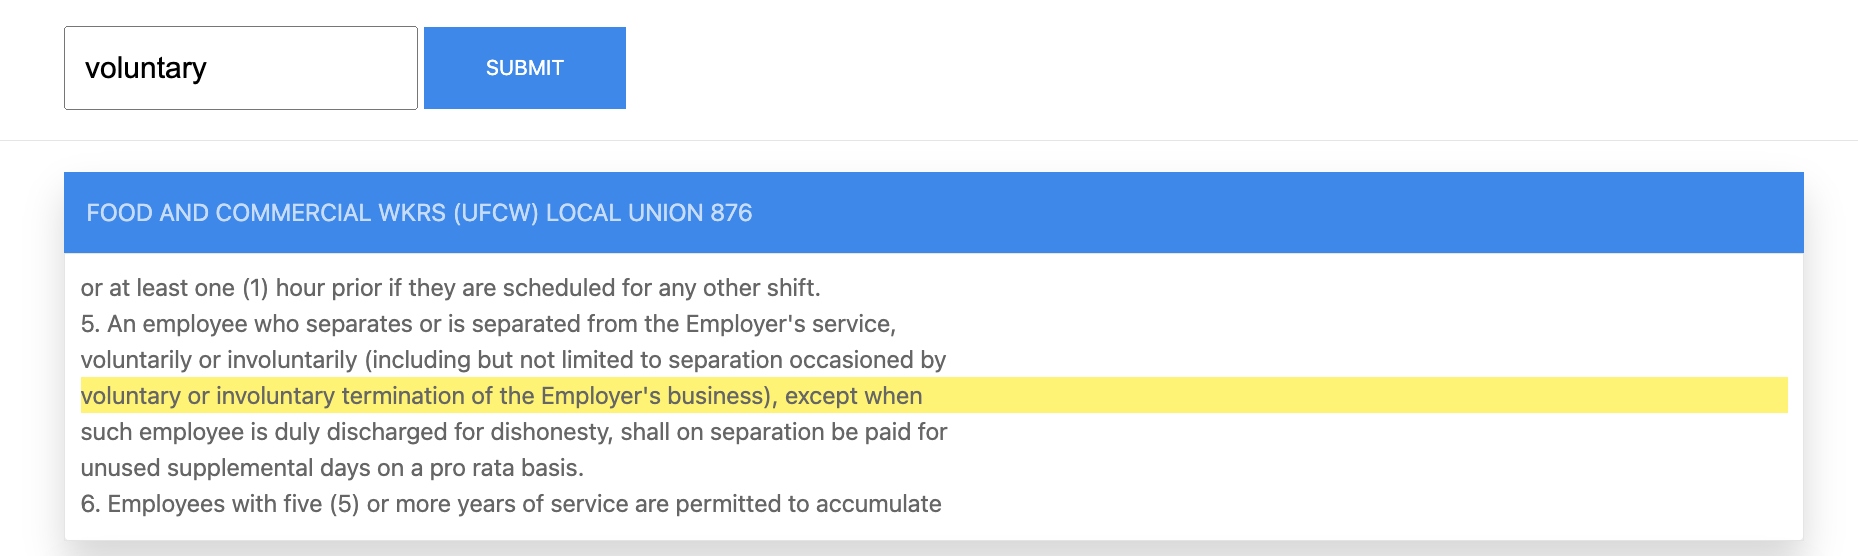 voluntary
SUBMIT
FOOD AND COMMERCIAL WKRS (UFCW) LOCAL UNION 876
or at least one (1) hour prior if they are scheduled for any other shift.
5. An employee who separates or is separated from the Employer's service,
voluntarily or involuntarily (including but not limited to separation occasioned by
voluntary or involuntary termination of the Employer's business), except when
such employee is duly discharged for dishonesty, shall on separation be paid for
unused supplemental days on a pro rata basis.
6. Employees with five (5) or more years of service are permitted to accumulate